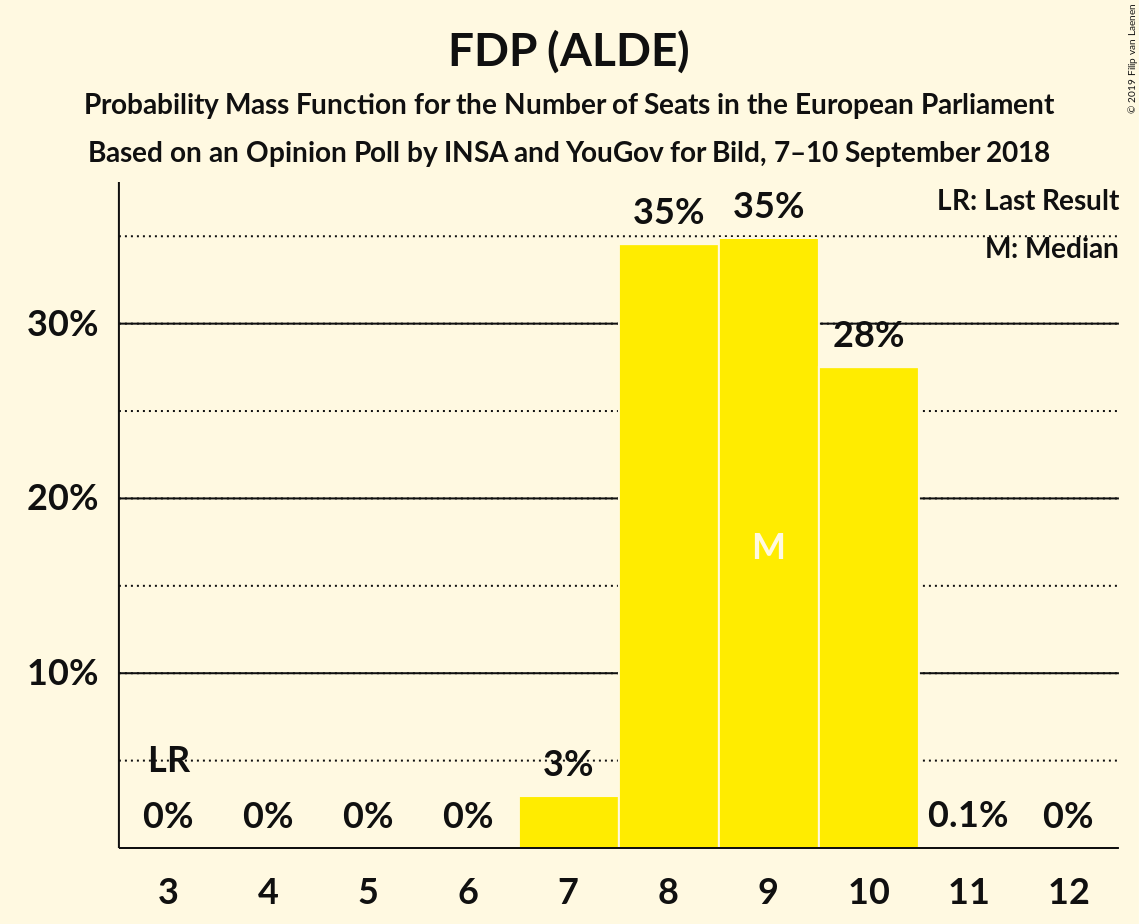 FDP (ALDE)
Probability Mass Function for the Number of Seats in the European Parliament
Based on an Opinion Poll by INSA and YouGov for Bild, 7–10 September 2018
© 2019 Filip van Laenen
LR: Last Result
M: Median
35%
35%
30%
28%
20%
M
10%
LR
3%
0%
0%
0%
0%
0.1%
0%
3
4
5
6
7
8
9
10
11
12